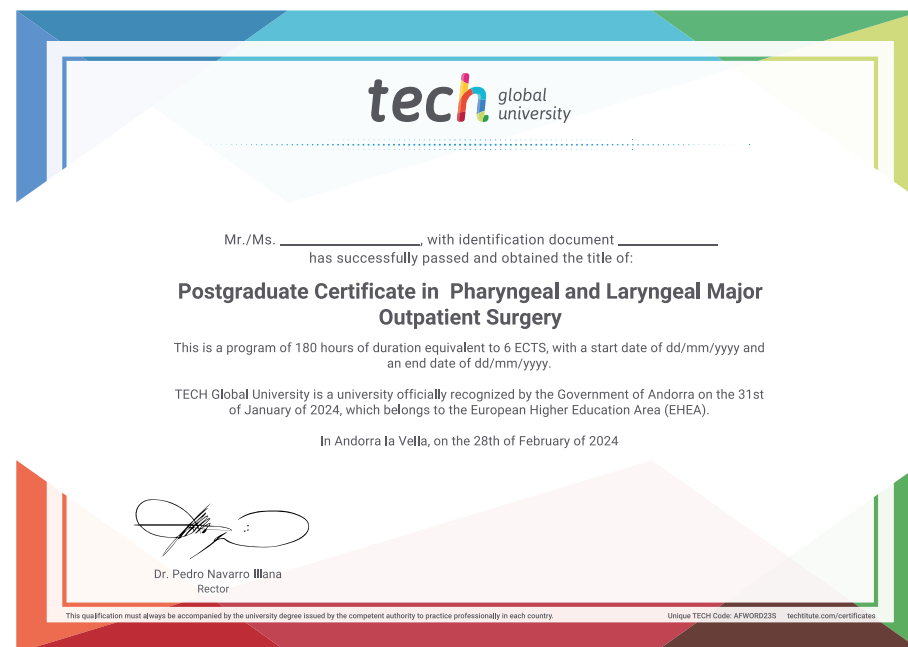 tech global
university
Mr./Ms. ____________, with identification document ____________
has successfully passed and obtained the title of:
Postgraduate Certificate in Pharyngeal and Laryngeal Major
Outpatient Surgery
This is a program of 180 hours of duration equivalent to 6 ECTS, with a start date of dd/mm/yyyy and
an end date of dd/mm/yyyy.
TECH Global University is a university officially recognized by the Government of Andorra on the 31st
of January of 2024, which belongs to the European Higher Education Area (EHEA).
In Andorra la Vella, on the 28th of February of 2024
Dr. Pedro Navarro Illana
Rector
This qualification must always be accompanied by the university degree issued by the competent authority to practice professionally in each country. Unique TECH Code: AFWORD23S techtitute.com/certificates